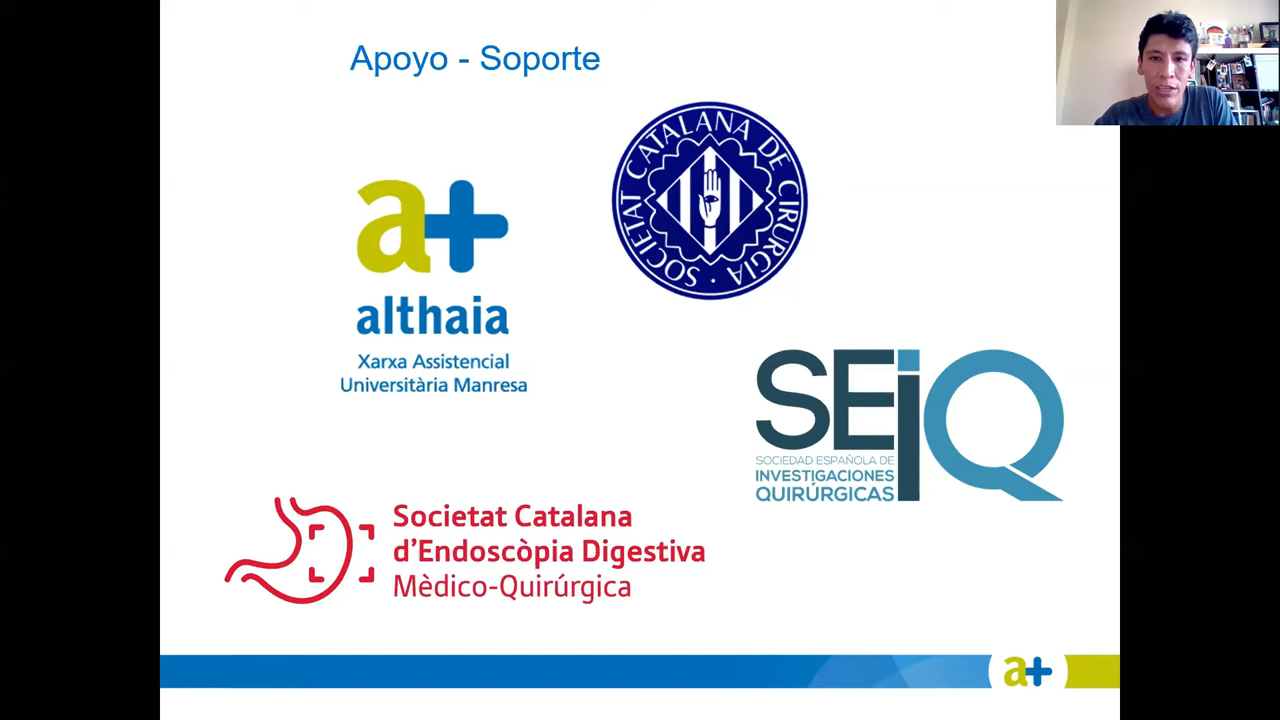 Apoyo - Soporte
SOCIETAT CATALANA DE CIRURGIA ·
a+
althaia
Xarxa Assistencial
Universitària Manresa
SEiQ
SOCIEDAD ESPAÑOLA DE
INVESTIGACIONES
QUIRÚRGICAS
Societat Catalana
d'Endoscòpia Digestiva
Mèdico-Quirúrgica
a+